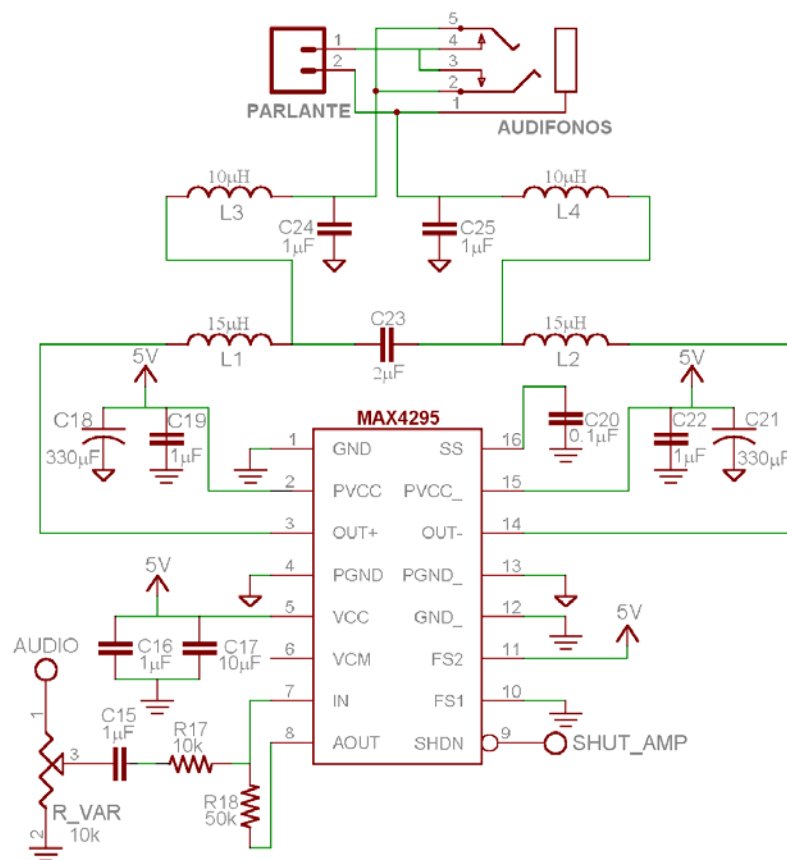 5
1
4
2
3
2
1
PARLANTE
AUDIFONOS
10µH
10µH
L3
L4
C24
1µF
C25
1µF
15µH
C23
15µH
L1
2µF
L2
5V
5V
MAX4295
C18
330µF
C19
1µF
C20
0.1µF
C22
1µF
C21
330µF
1
GND
SS
16
2
PVCC
PVCC_
15
3
OUT+
OUT-
14
4
PGND
PGND_
13
5V
5
VCC
GND_
12
5V
C16
1µF
C17
10µF
6
VCM
FS2
11
AUDIO
7
IN
FS1
10
1
C15
1µF
R17
10k
8
AOUT
SHDN
9
SHUT_AMP
3
R18
50k
R_VAR
10k
2